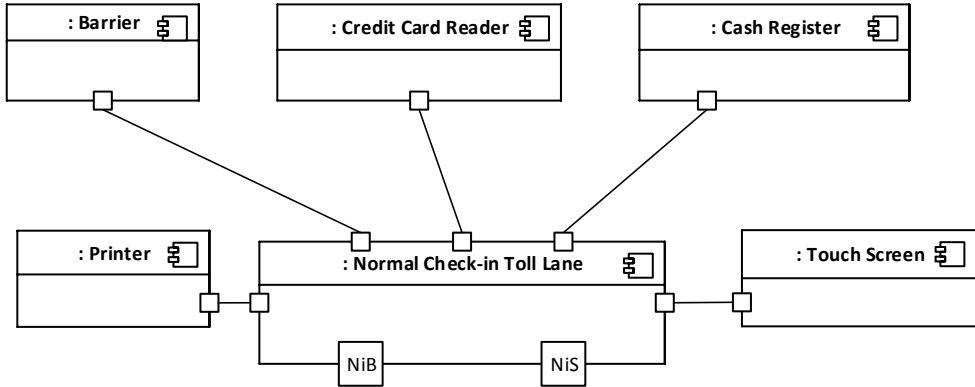 : Barrier
: Credit Card Reader
: Cash Register
: Printer
: Normal Check-in Toll Lane
: Touch Screen
NiB
NiS